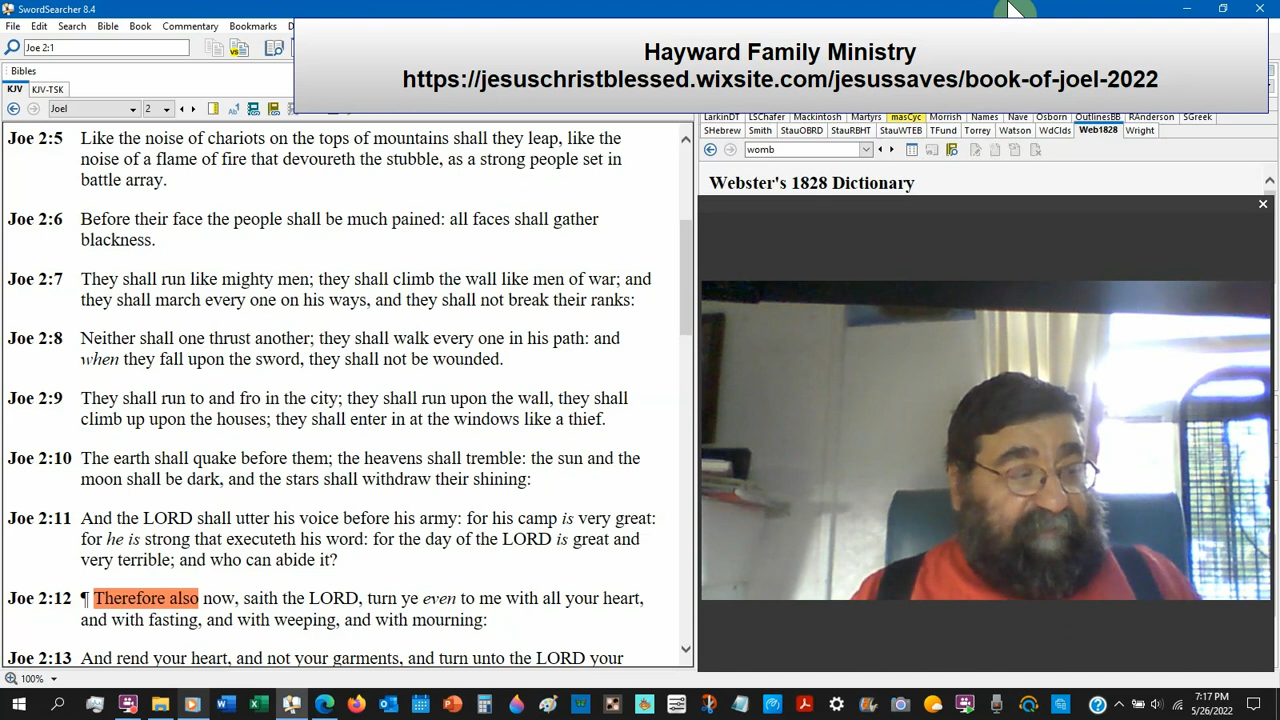 SwordSearcher 8.4
File Edit Search Bible Book Commentary Bookmarks
Hayward Family Ministry
https://jesuschristblessed.wixsite.com/jesussaves/book-of-joel-2022
Joe 2:1
Bibles
KJV KJV-TSK
Joel 2
LarkinDT LSChafer Mackintosh Martyrs masCyc Morrish Names Nave Osborn OutlinesBB RAnderson SGreek
SHebrew Smith StauOBRD StauRBHT StauWTEB TFund Torrey Watson WdClds Web1828 Wright
womb
Webster's 1828 Dictionary
Joe 2:5 Like the noise of chariots on the tops of mountains shall they leap, like the
noise of a flame of fire that devoureth the stubble, as a strong people set in
battle array.
Joe 2:6 Before their face the people shall be much pained: all faces shall gather
blackness.
Joe 2:7 They shall run like mighty men; they shall climb the wall like men of war; and
they shall march every one on his ways, and they shall not break their ranks:
Joe 2:8 Neither shall one thrust another; they shall walk every one in his path: and
when they fall upon the sword, they shall not be wounded.
Joe 2:9 They shall run to and fro in the city; they shall run upon the wall, they shall
climb up upon the houses; they shall enter in at the windows like a thief.
Joe 2:10 The earth shall quake before them; the heavens shall tremble: the sun and the
moon shall be dark, and the stars shall withdraw their shining:
Joe 2:11 And the LORD shall utter his voice before his army: for his camp is very great:
for he is strong that executeth his word: for the day of the LORD is great and
very terrible; and who can abide it?
Joe 2:12 ¶ Therefore also now, saith the LORD, turn ye even to me with all your heart,
and with fasting, and with weeping, and with mourning:
Joe 2:13 And rend your heart, and not your garments, and turn unto the LORD your
100%
7:17 PM
5/26/2022